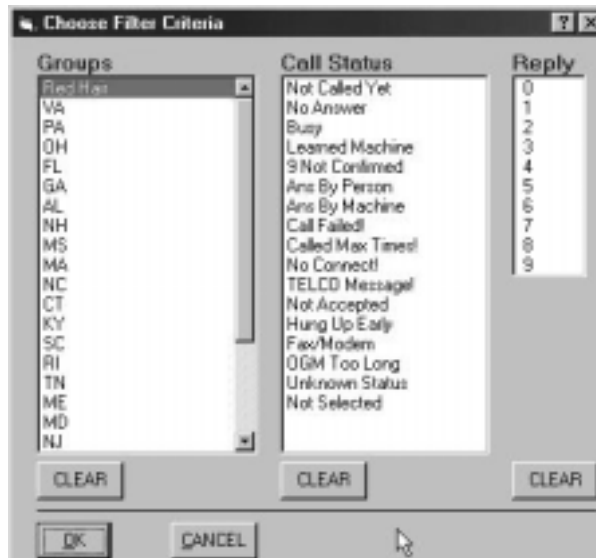 Choose Filter Criteria
Groups
Red Hair
VA
PA
OH
FL
GA
AL
NH
MS
MA
NC
CT
KY
SC
RI
TN
ME
MD
NJ
CLEAR
Call Status
Not Called Yet
No Answer
Busy
Learned Machine
9 Not Confirmed
Ans By Person
Ans By Machine
Call Failed!
Called Max Times!
No Connect!
TELCO Message!
Not Accepted
Hung Up Early
Fax/Modem
OGM Too Long
Unknown Status
Not Selected
CLEAR
Reply
0
1
2
3
4
5
6
7
8
9
CLEAR
OK
CANCEL